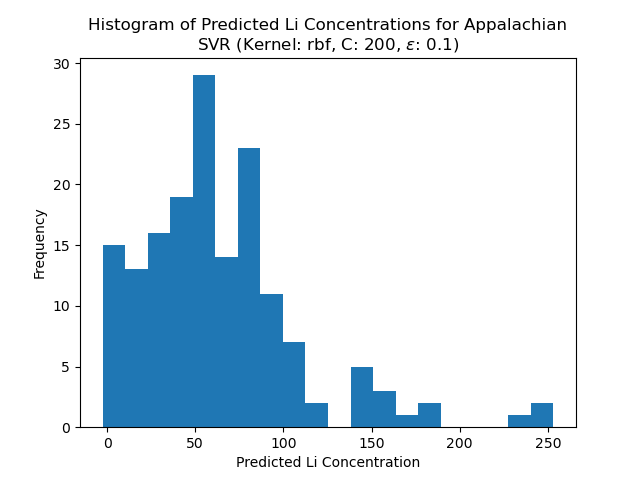 Histogram of Predicted Li Concentrations for Appalachian
SVR (Kernel: rbf, C: 200, ε: 0.1)
30
25
20
15
10
5
0
Frequency
0 50 100 150 200 250
Predicted Li Concentration